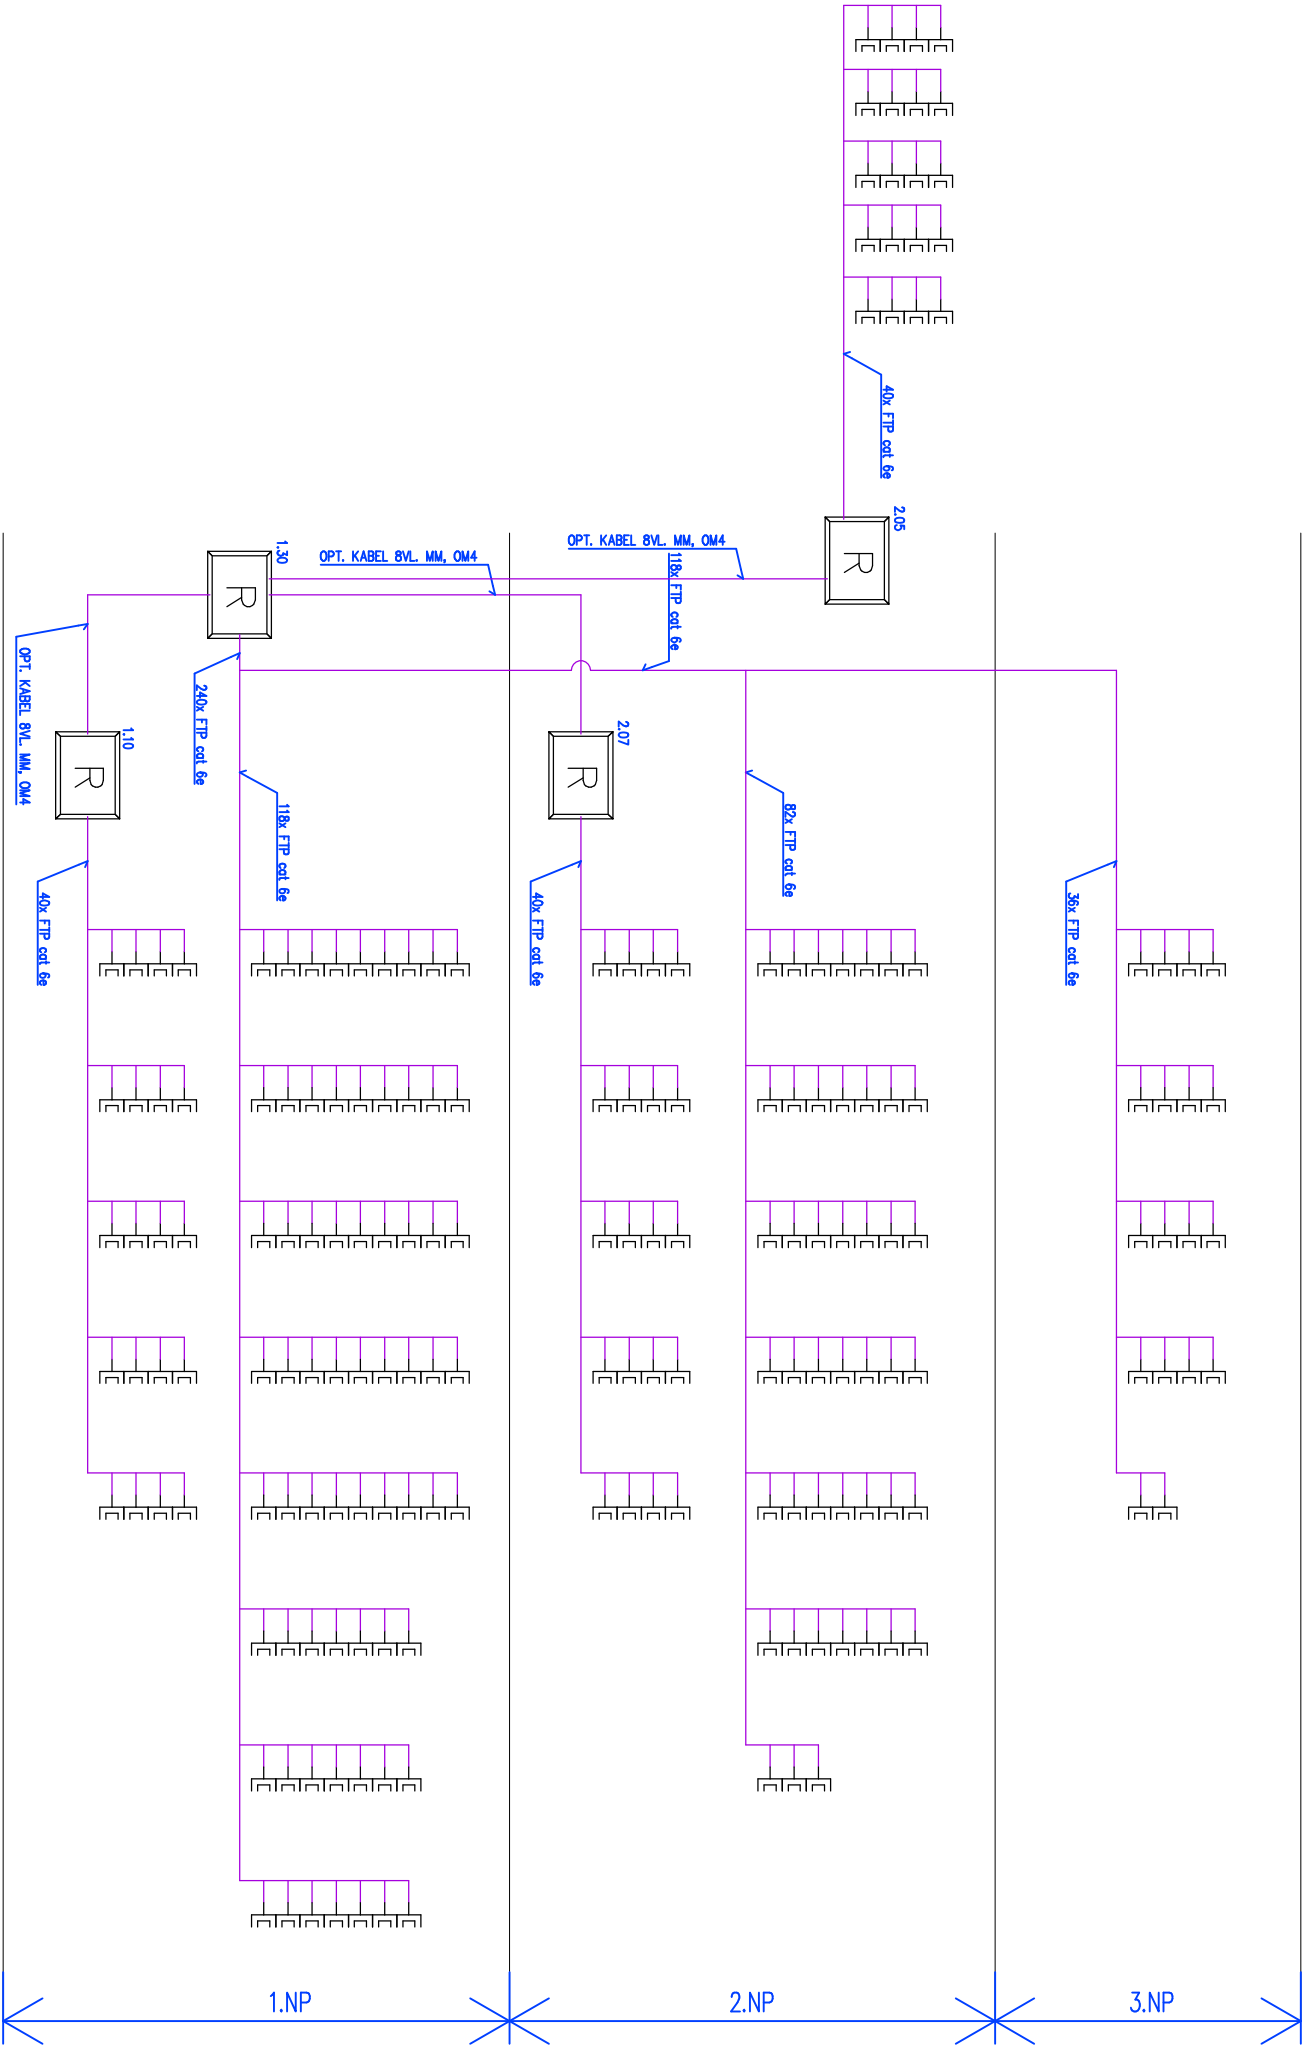 40x FTP cat 6e
2.05
R
OPT. KABEL 8VL. MM, OM4
118x FTP cat 6e
1.30
R
OPT. KABEL 8VL. MM, OM4
OPT. KABEL 8VL. MM, OM4
240x FTP cat 6e
1.10
R
2.07
R
118x FTP cat 6e
82x FTP cat 6e
40x FTP cat 6e
40x FTP cat 6e
36x FTP cat 6e
1.NP
2.NP
3.NP